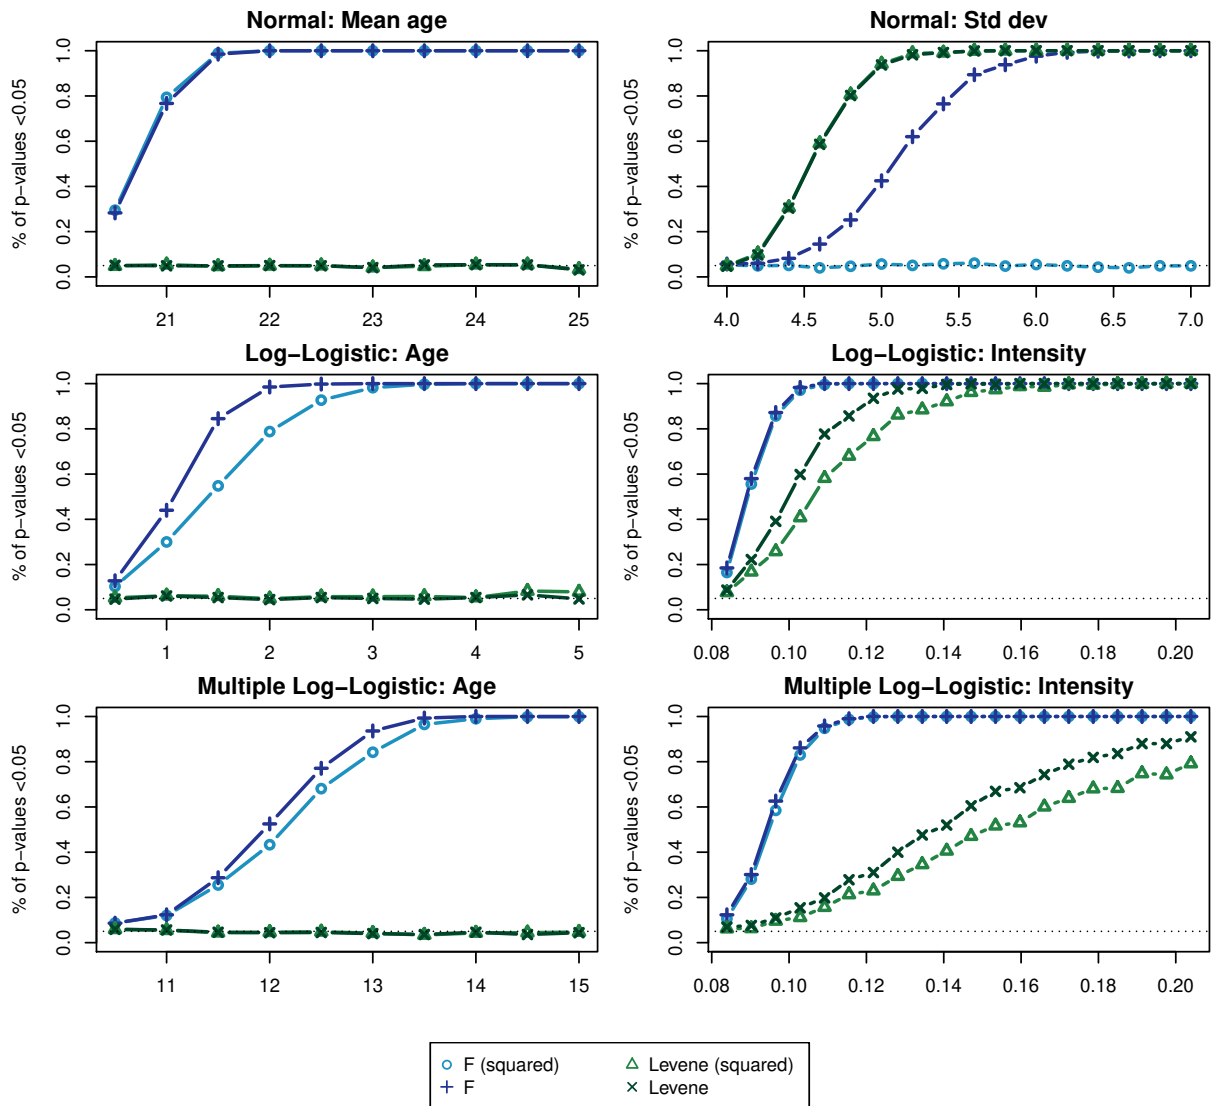 Normal: Mean age
% of p−values <0.05
0.0 0.2 0.4 0.6 0.8 1.0
21 22 23 24 25
Normal: Std dev
% of p−values <0.05
0.0 0.2 0.4 0.6 0.8 1.0
4.0 4.5 5.0 5.5 6.0 6.5 7.0
Log−Logistic: Age
% of p−values <0.05
0.0 0.2 0.4 0.6 0.8 1.0
1 2 3 4 5
Log−Logistic: Intensity
% of p−values <0.05
0.0 0.2 0.4 0.6 0.8 1.0
0.08 0.10 0.12 0.14 0.16 0.18 0.20
Multiple Log−Logistic: Age
% of p−values <0.05
0.0 0.2 0.4 0.6 0.8 1.0
11 12 13 14 15
Multiple Log−Logistic: Intensity
% of p−values <0.05
0.0 0.2 0.4 0.6 0.8 1.0
0.08 0.10 0.12 0.14 0.16 0.18 0.20
F (squared)
F
Levene (squared)
Levene